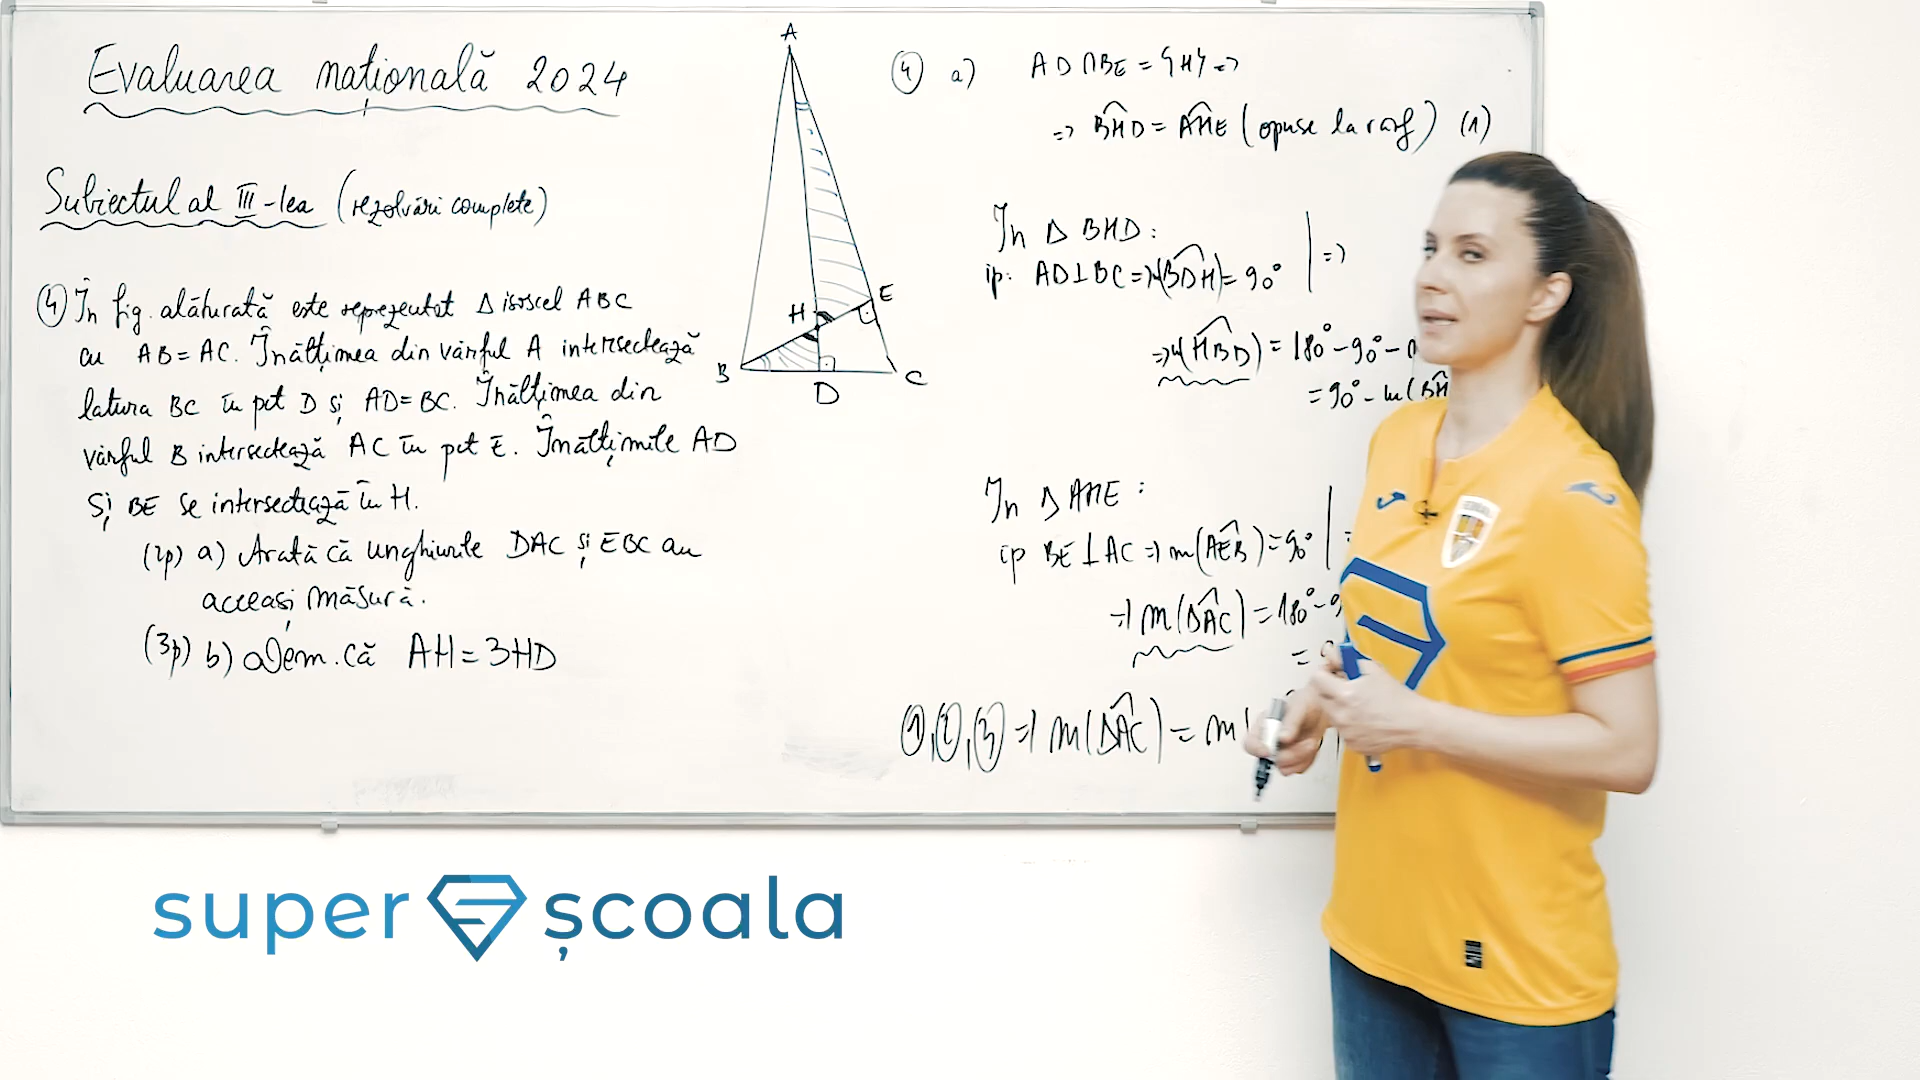 Evaluarea națională 2024
Subiectul al III-lea (rezolvări complete)
4 În fig. alăturată este reprezentat Δ isoscel ABC
cu AB = AC. Înălțimea din vârful A intersectează
latura BC în pct D și AD = BC. Înălțimea din
vârful B intersectează AC în pct E. Înălțimile AD
și BE se intersectează în H.
(2p) a) Arată că unghiurile DAC și EBC au
aceeași măsură.
(3p) b) Dem. că AH = 3HD
A
H
E
B
D
C
4 a) AD ∩ BE = {H} =>
=> BHD = AHE (opuse la vârf) (1)
În Δ BHD:
ip: AD ⊥ BC => ∢(BDH) = 90° | =>
=> ∢(HBD) = 180° - 90° -
= 90° - m(BH
În Δ AHE:
ip BE ⊥ AC => m(AEB) = 90° |
=> m(DAC) = 180° - 9
=
1, 2, 3 => m(DAC) = m(
super școala